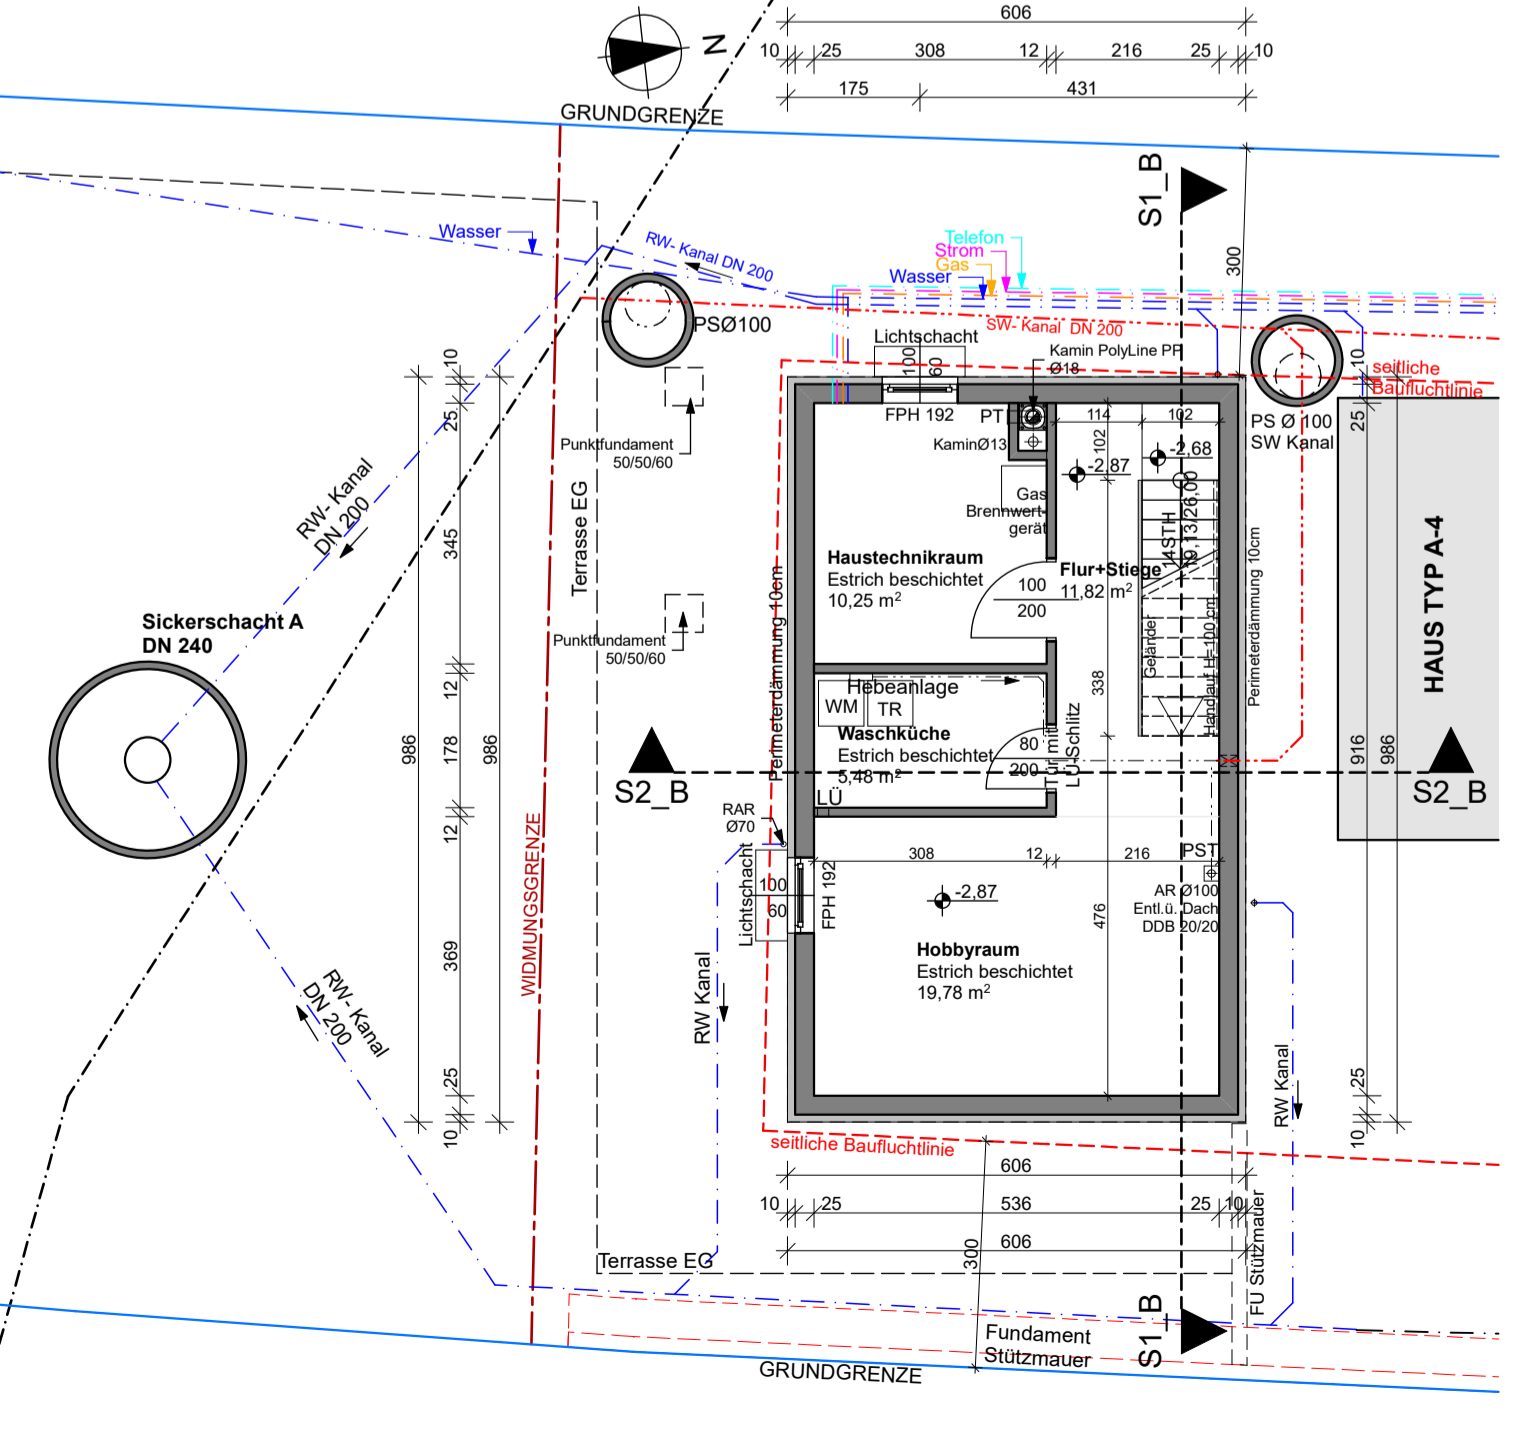 606
10 25 308 12 216 25 10
175 431
N
GRUNDGRENZE
S1_B
300
Wasser
RW- Kanal DN 200
Telefon
Strom
Gas
Wasser
SW- Kanal DN 200
PSØ100
Lichtschacht
100
60
FPH 192
Kamin PolyLine PP
Ø18
PT
KaminØ13
114 102
102
-2,87
-2,68
PS Ø 100
SW Kanal
seitliche
Baufluchtlinie
10
25
345
12
178
12
369
25
10
986
986
Punktfundament
50/50/60
Punktfundament
50/50/60
Terrasse EG
RW- Kanal
DN 200
Sickerschacht A
DN 240
Gas
Brennwert-
gerät
Haustechnikraum
Estrich beschichtet
10,25 m²
100
200
Flur+Stiege
11,82 m²
14STH
19,13/26,00
Geländer
Handlauf H=100 cm
Perimeterdämmung 10cm
Perimeterdämmung 10cm
HAUS TYP A-4
Hebeanlage
WM TR
Waschküche
Estrich beschichtet
5,48 m²
80
200
Tür mit
LÜ-Schlitz
338
LÜ
S2_B
S2_B
10
25
916
986
25
10
RAR
Ø70
Lichtschacht
100
60
FPH 192
308 12 216
PST
AR Ø100
Entl.ü. Dach
DDB 20/20
-2,87
476
Hobbyraum
Estrich beschichtet
19,78 m²
WIDMUNGSGRENZE
RW- Kanal
DN 200
RW Kanal
RW Kanal
seitliche Baufluchtlinie
606
10 25 536 25 10
606
300
Terrasse EG
FU Stützmauer
S1_B
Fundament
Stützmauer
GRUNDGRENZE